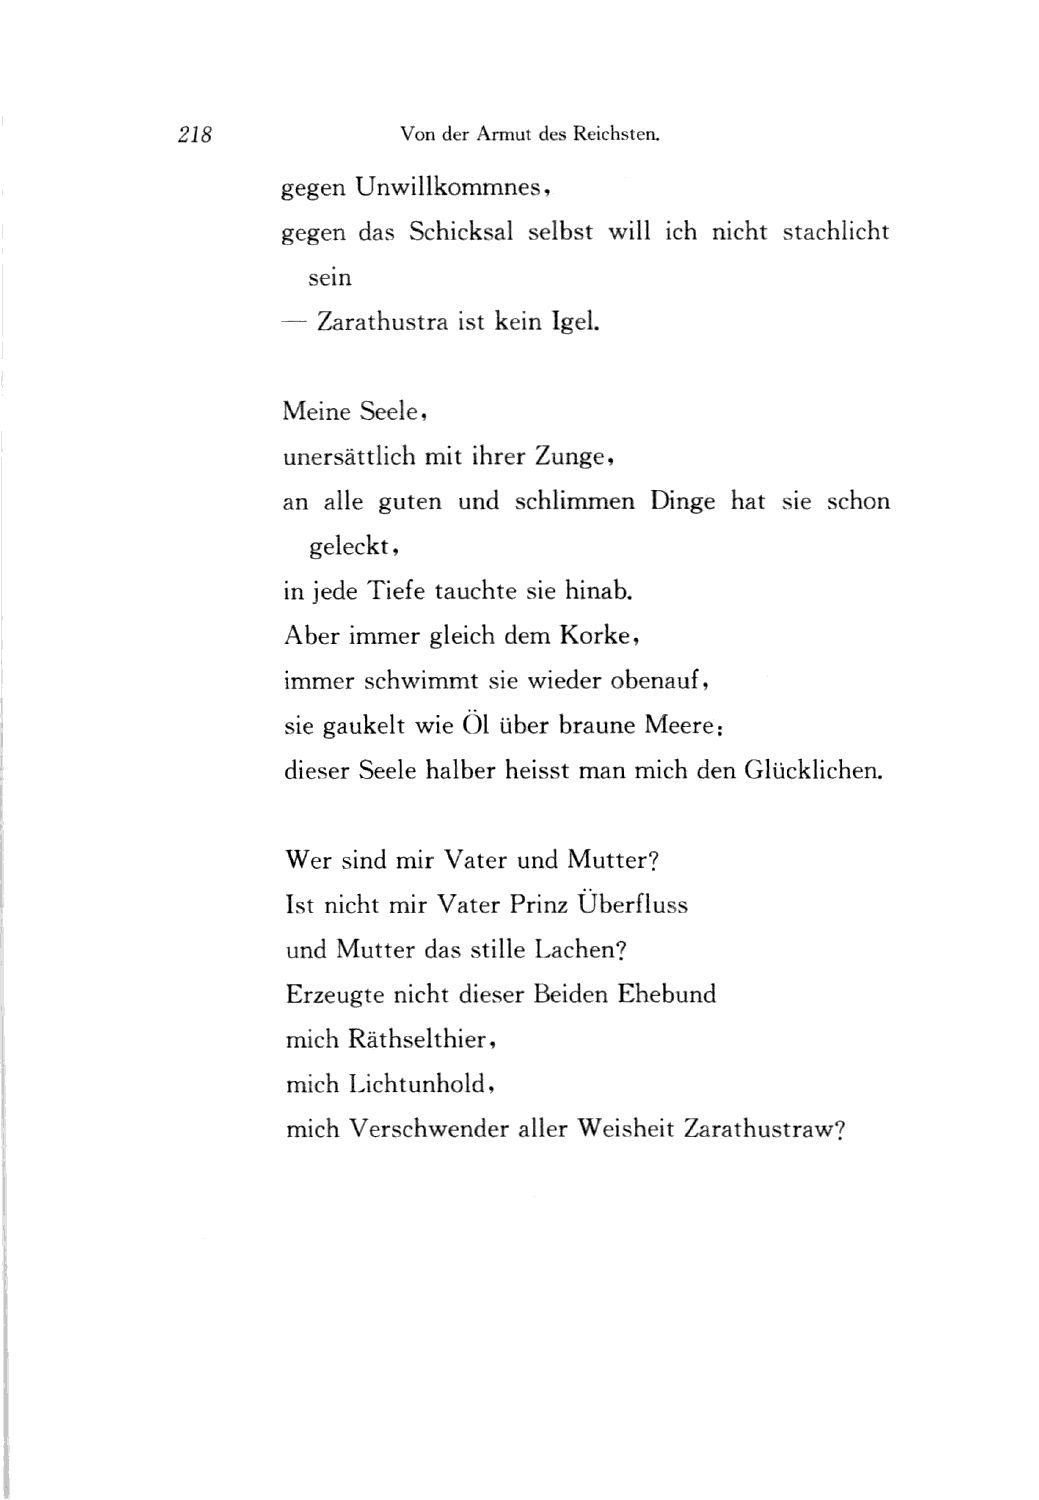 218 Von der Armut des Reichsten.
gegen Unwillkommnes,
gegen das Schicksal selbst will ich nicht stachlicht
sein
— Zarathustra ist kein Igel.
Meine Seele,
unersättlich mit ihrer Zunge,
an alle guten und schlimmen Dinge hat sie schon
geleckt,
in jede Tiefe tauchte sie hinab.
Aber immer gleich dem Korke,
immer schwimmt sie wieder obenauf,
sie gaukelt wie Öl über braune Meere:
dieser Seele halber heisst man mich den Glücklichen.
Wer sind mir Vater und Mutter?
Ist nicht mir Vater Prinz Überfluss
und Mutter das stille Lachen?
Erzeugte nicht dieser Beiden Ehebund
mich Räthselthier,
mich Lichtunhold,
mich Verschwender aller Weisheit Zarathustraw?